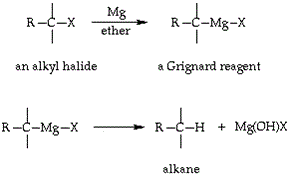 R–C–X Mg ether R–C–Mg–X
an alkyl halide a Grignard reagent
R–C–Mg–X R–C–H + Mg(OH)X
alkane